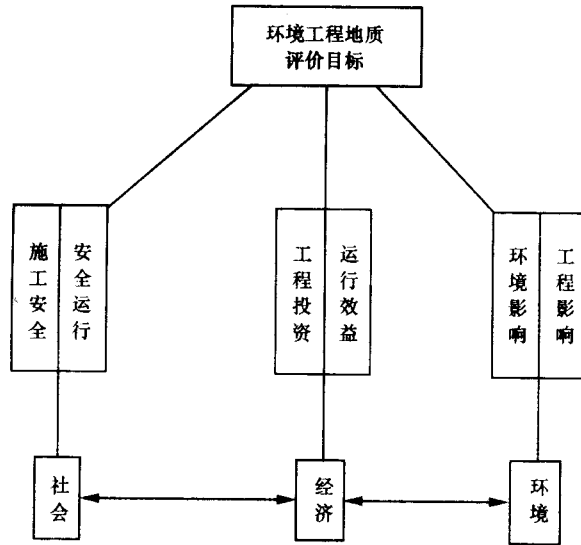 环境工程地质
评价目标
施工安全
安全运行
工程投资
运行效益
环境影响
工程影响
社会
经济
环境